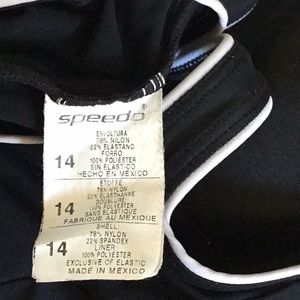 speedo
ENVOLTURA
78% NILON
22% ELASTANO
FORRO
14
100% POLIESTER
SIN ELASTICO
HECHO EN MEXICO
ETOFFE
78% NYLON
22% ELASTHANNE
DOUBLURE
14
100% POLYESTER
SANS ELASTIQUE
FABRIQUE AU MEXIQUE
SHELL:
78% NYLON
22% SPANDEX
14
LINER
100% POLYESTER
EXCLUSIVE OF ELASTIC
MADE IN MEXICO